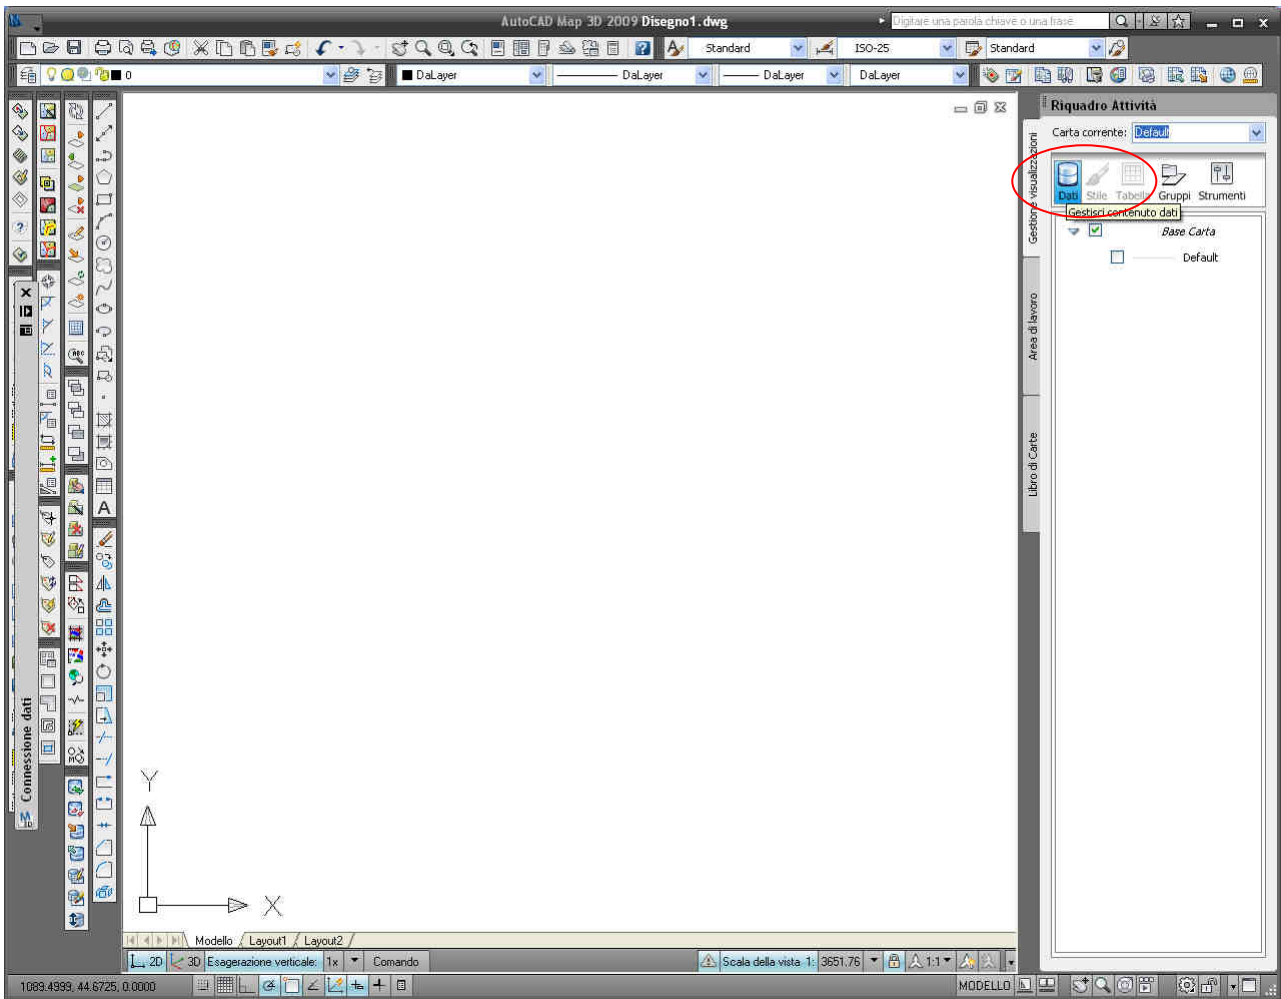 AutoCAD Map 3D 2009 Disegno1.dwg
Digitare una parola chiave o una frase
Standard
ISO-25
Standard
0
DaLayer
DaLayer
DaLayer
DaLayer
Riquadro Attività
Carta corrente: Default
Dati
Stile
Tabella
Gruppi
Strumenti
Gestisci contenuto dati
Base Carta
Default
Gestione visualizzazioni
Area di lavoro
Libro di Carte
Connessione dati
ABC
A
Y
X
Modello
Layout1
Layout2
2D
3D
Esagerazione verticale: 1x
Comando
Scala della vista 1: 3651.76
1:1
1089.4999, 44.6725, 0.0000
MODELLO